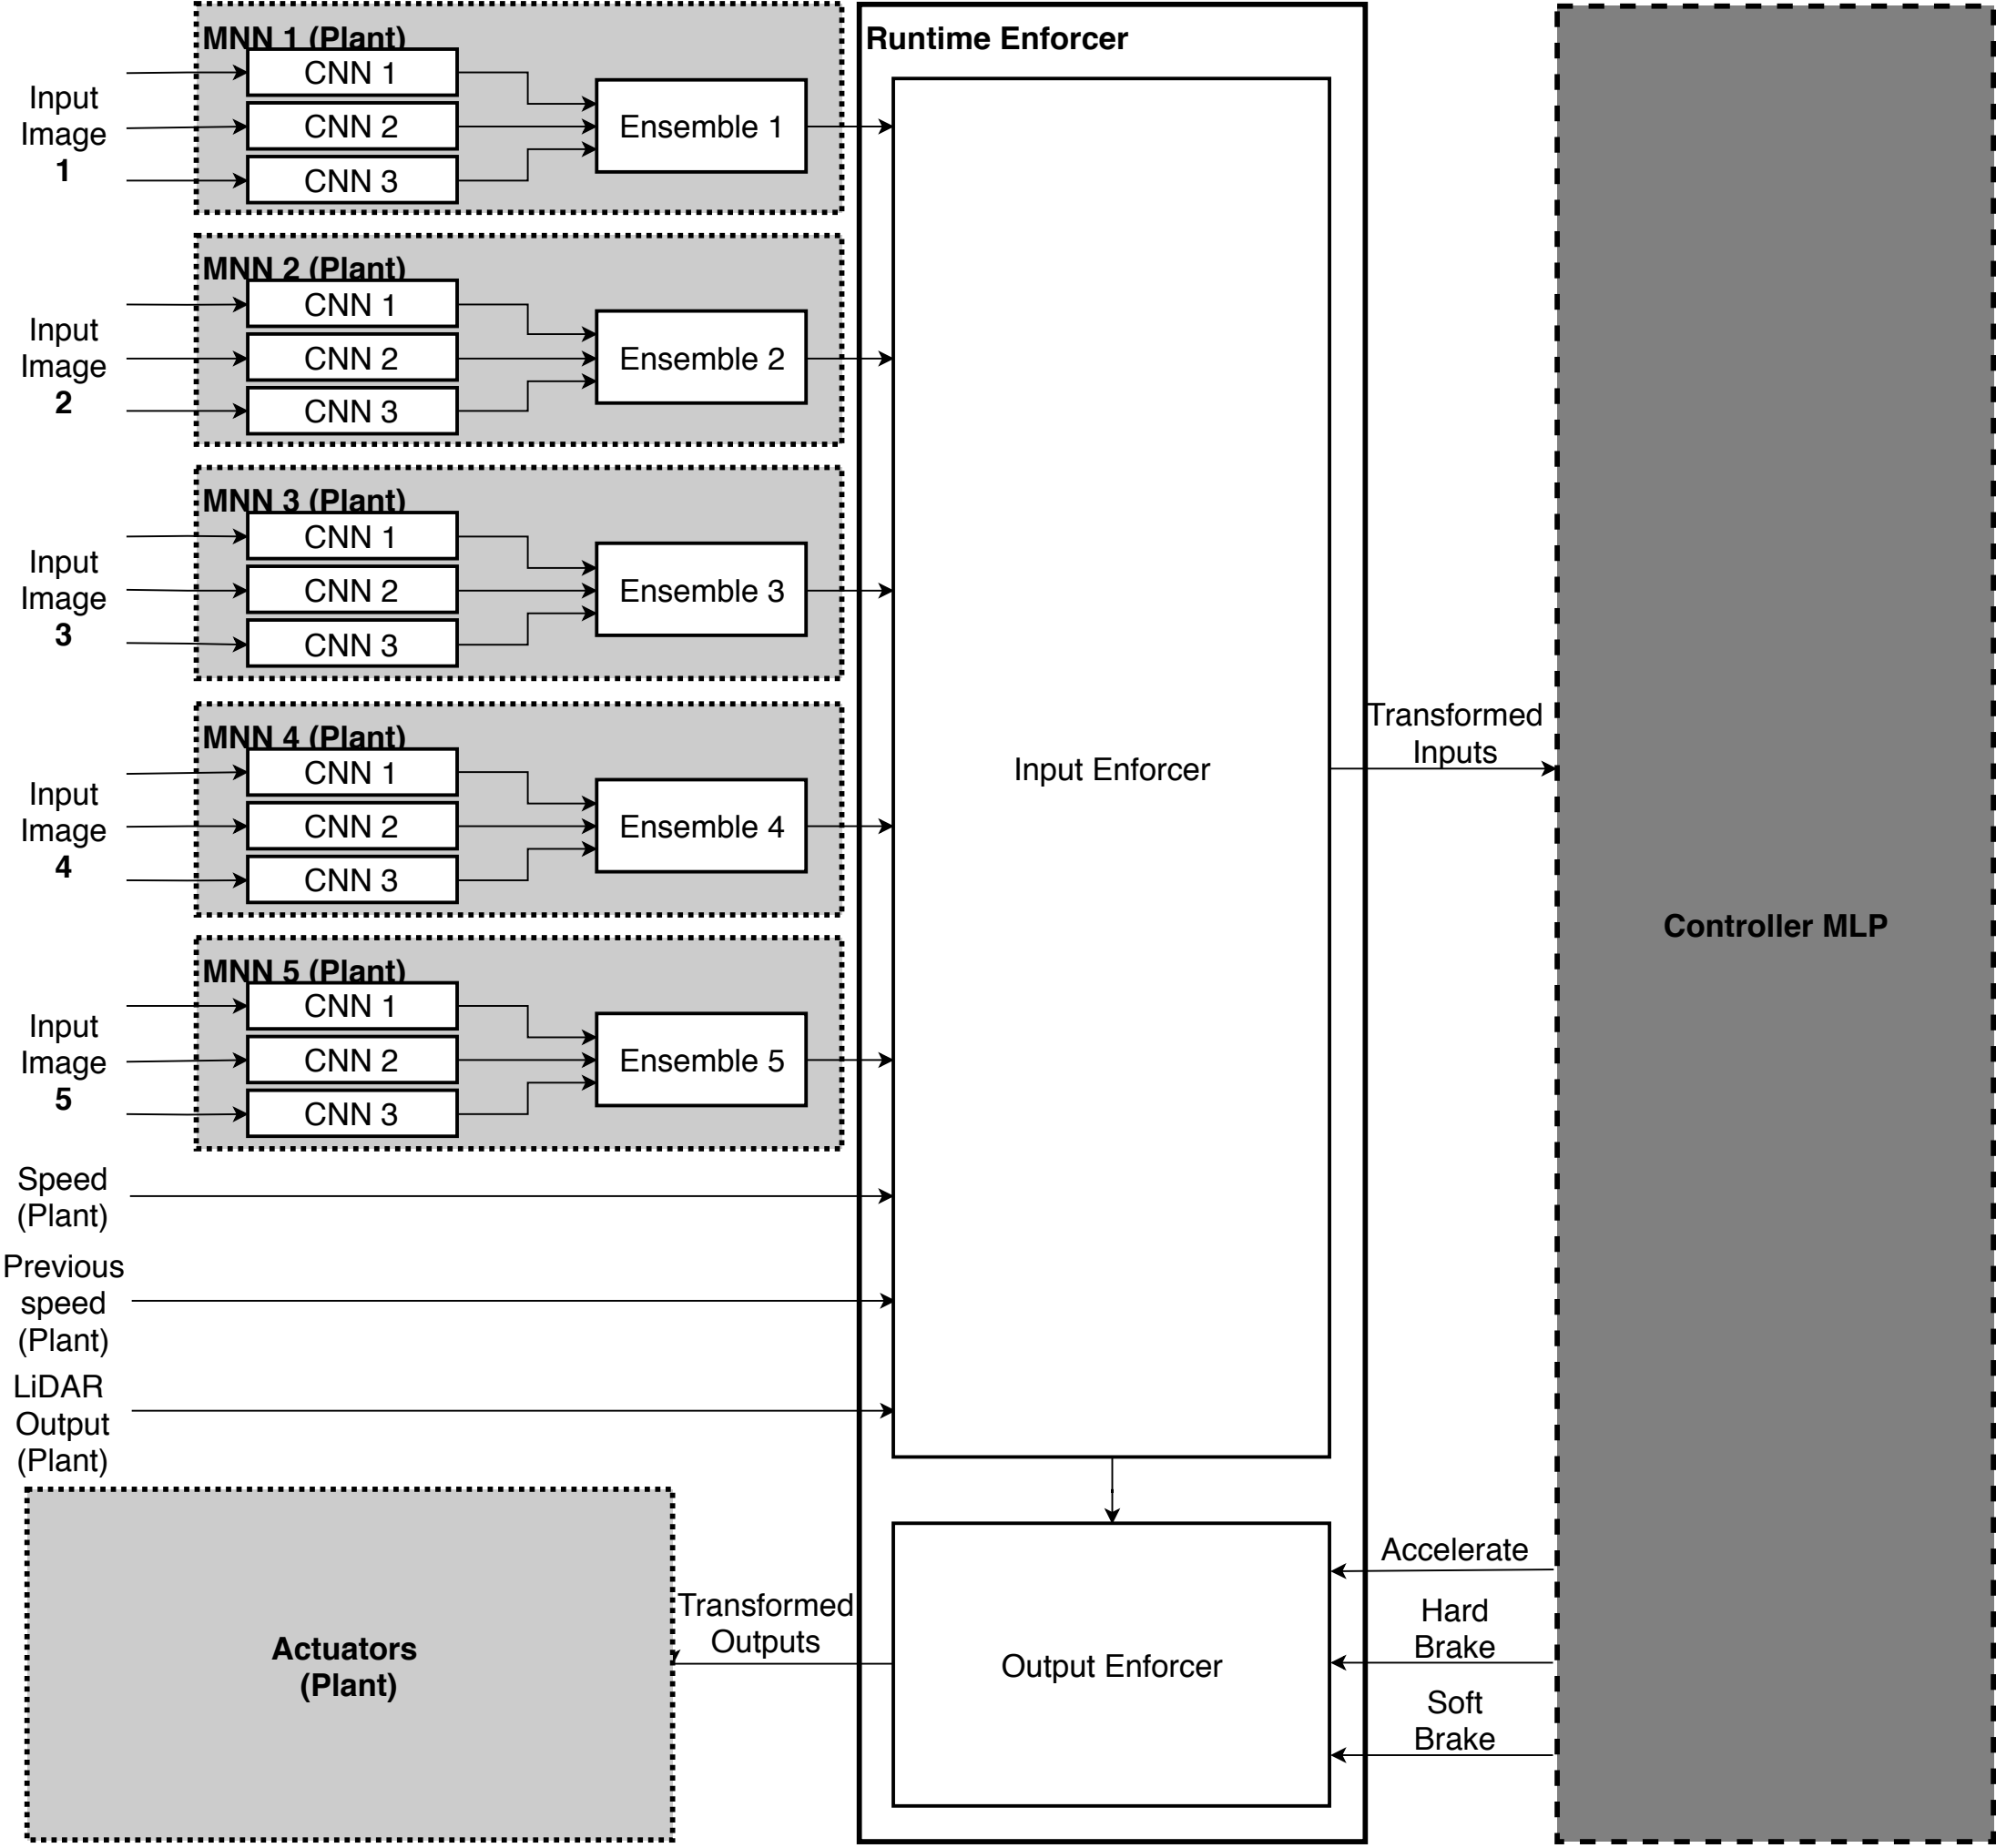 MNN 1 (Plant)
Input
Image
1
CNN 1
CNN 2
CNN 3
Ensemble 1
MNN 2 (Plant)
Input
Image
2
CNN 1
CNN 2
CNN 3
Ensemble 2
MNN 3 (Plant)
Input
Image
3
CNN 1
CNN 2
CNN 3
Ensemble 3
MNN 4 (Plant)
Input
Image
4
CNN 1
CNN 2
CNN 3
Ensemble 4
MNN 5 (Plant)
Input
Image
5
CNN 1
CNN 2
CNN 3
Ensemble 5
Speed
(Plant)
Previous
speed
(Plant)
LiDAR
Output
(Plant)
Runtime Enforcer
Input Enforcer
Transformed
Inputs
Controller MLP
Accelerate
Hard
Brake
Soft
Brake
Output Enforcer
Transformed
Outputs
Actuators
(Plant)